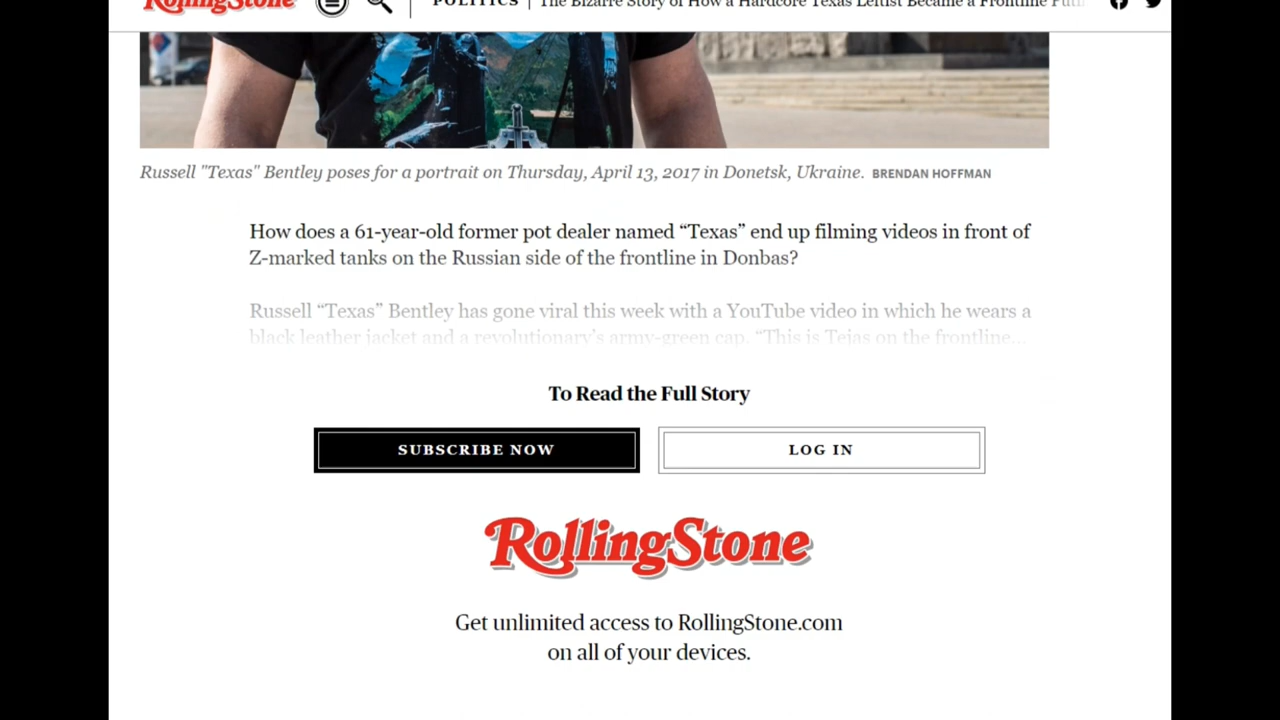 RollingStone
POLITICS | The Bizarre Story of How a Hardcore Texas Leftist Became a Frontline
Russell "Texas" Bentley poses for a portrait on Thursday, April 13, 2017 in Donetsk, Ukraine. BRENDAN HOFFMAN
How does a 61-year-old former pot dealer named “Texas” end up filming videos in front of
Z-marked tanks on the Russian side of the frontline in Donbas?
Russell “Texas” Bentley has gone viral this week with a YouTube video in which he wears a
black leather jacket and a revolutionary’s army-green cap. “This is Tejas on the frontline...
To Read the Full Story
SUBSCRIBE NOW
LOG IN
RollingStone
Get unlimited access to RollingStone.com
on all of your devices.